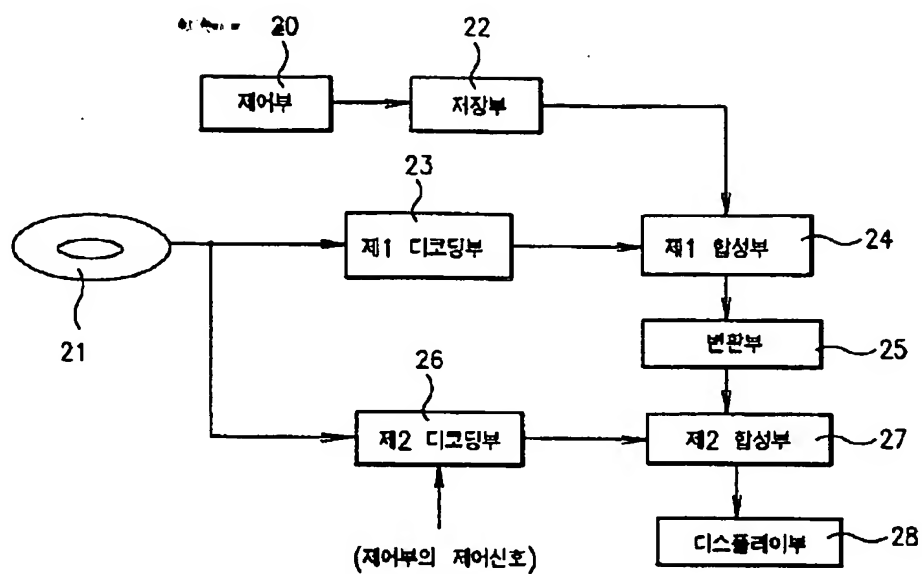 20
22
제어부
저장부
23
제1 디코딩부
제1 합성부
24
21
변환부
25
26
제2 디코딩부
제2 합성부
27
(제어부의 제어신호)
디스플레이부
28